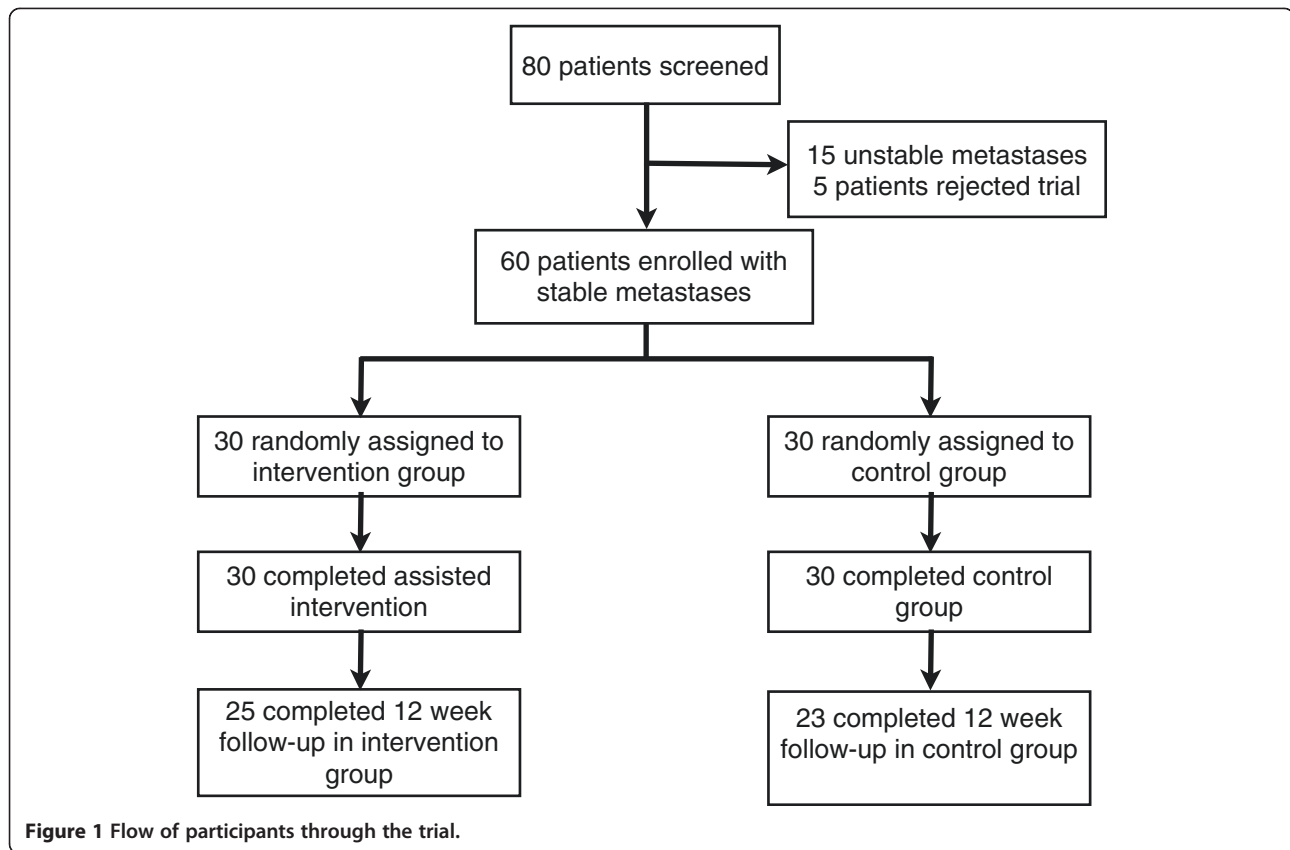 80 patients screened
15 unstable metastases
5 patients rejected trial
60 patients enrolled with
stable metastases
30 randomly assigned to
intervention group
30 randomly assigned to
control group
30 completed assisted
intervention
30 completed control
group
25 completed 12 week
follow-up in intervention
group
23 completed 12 week
follow-up in control group
Figure 1 Flow of participants through the trial.